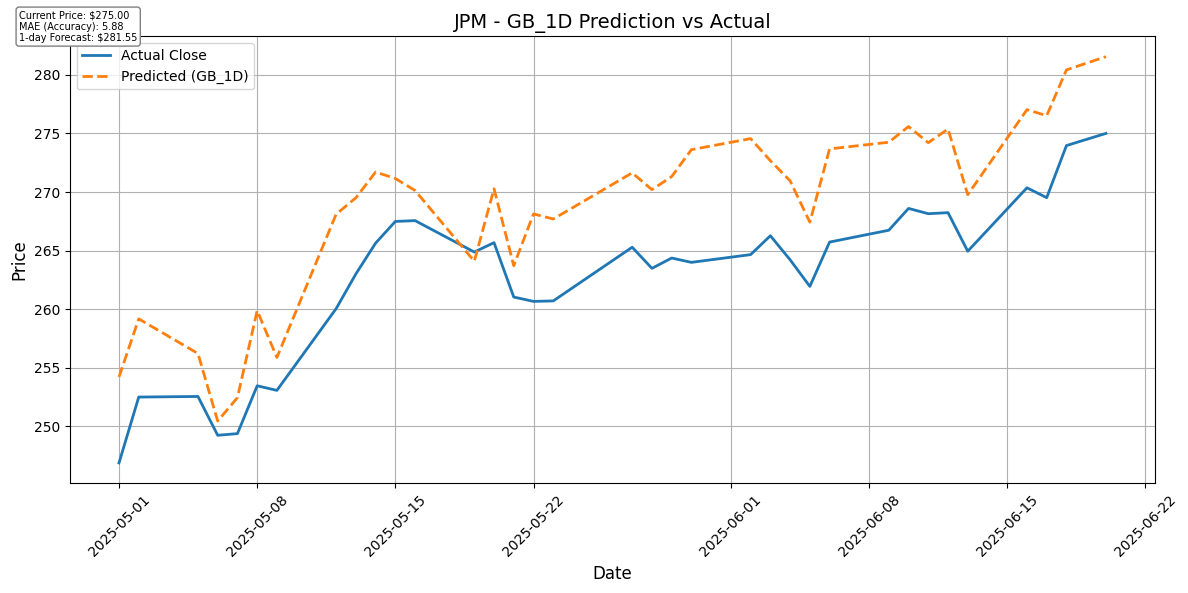 JPM - GB_1D Prediction vs Actual
Current Price: $275.00
MAE (Accuracy): 5.88
1-day Forecast: $281.55
Actual Close
Predicted (GB_1D)
Price
280
275
270
265
260
255
250
2025-05-01
2025-05-08
2025-05-15
2025-05-22
2025-06-01
2025-06-08
2025-06-15
2025-06-22
Date